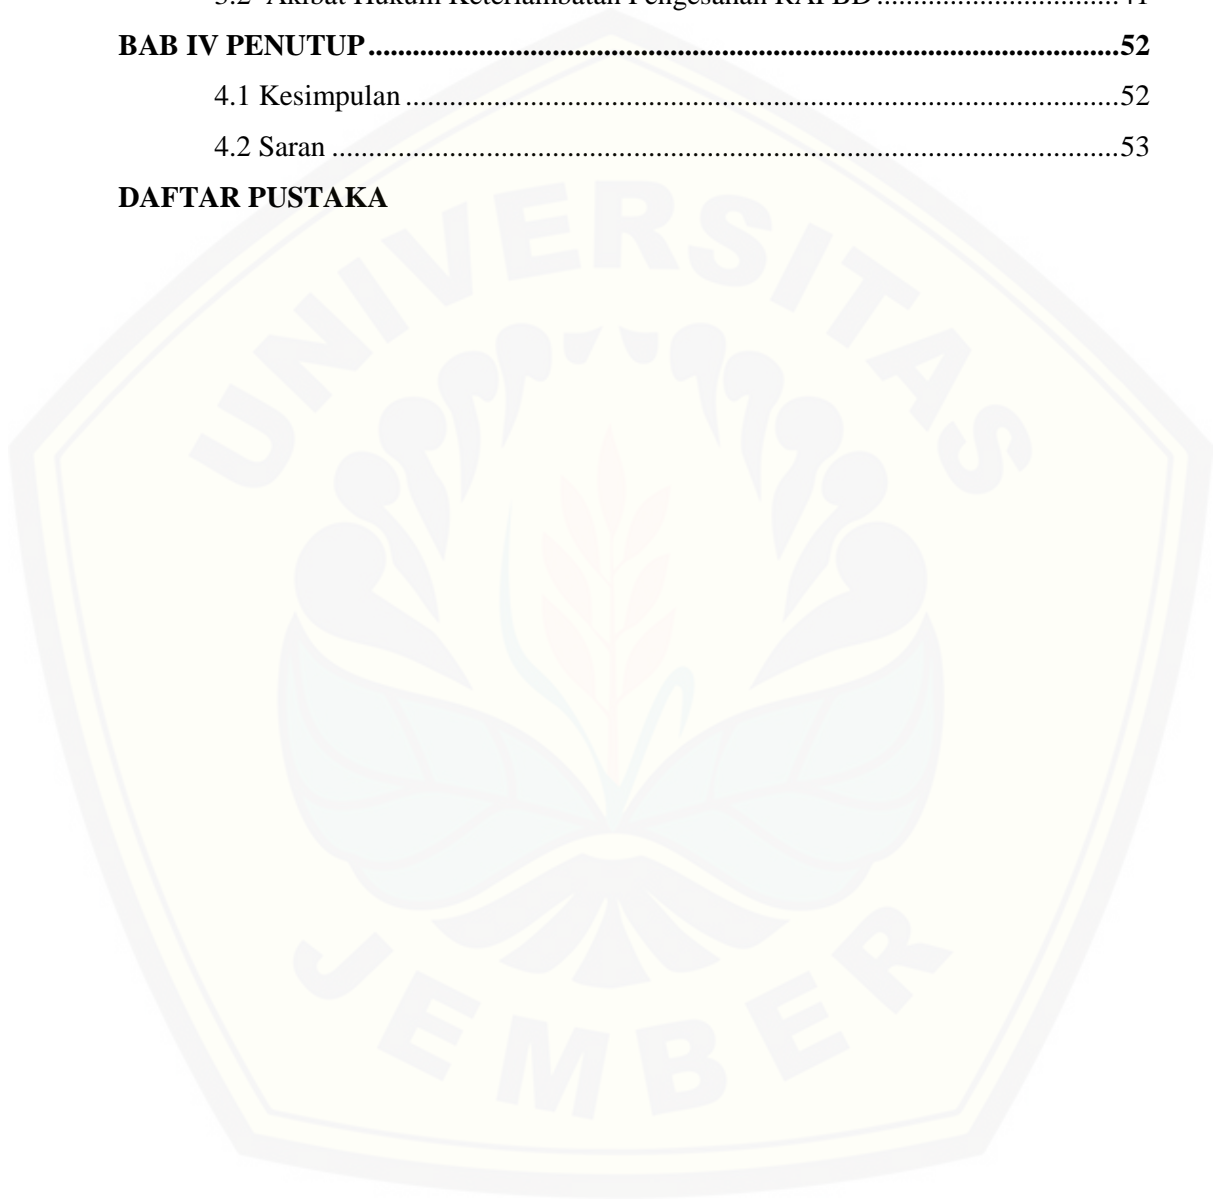 3.2 Akibat Hukum Keterlambatan Pengesahan RAPBD ................................ 41
BAB IV PENUTUP ........................................................................................................ 52
4.1 Kesimpulan ................................................................................................ 52
4.2 Saran .......................................................................................................... 53
DAFTAR PUSTAKA
UNIVERSITAS
JEMBER